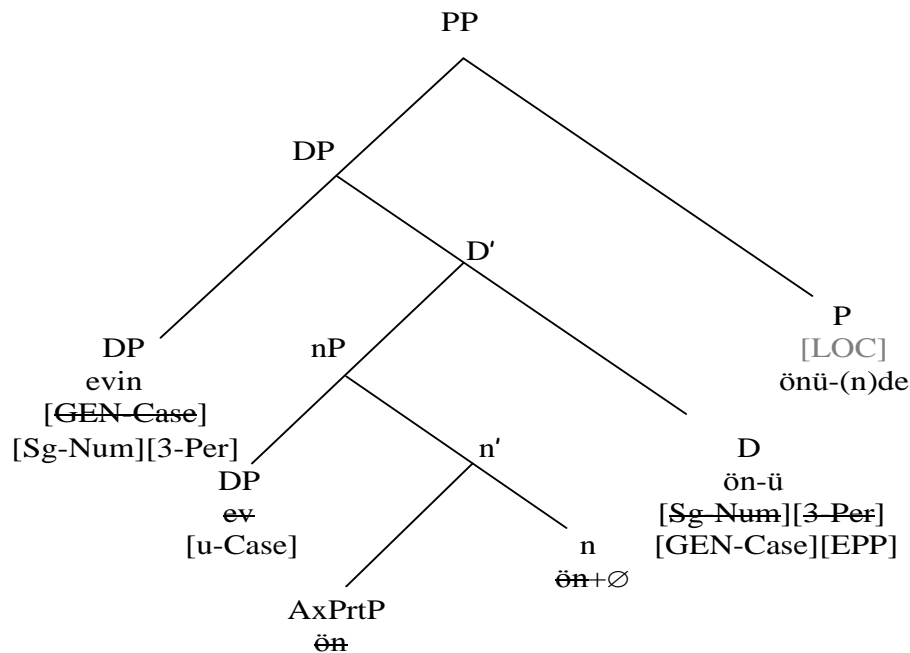 PP
DP
D′
P
[LOC]
önü-(n)de
DP
evin
[GEN-Case]
[Sg-Num][3-Per]
nP
DP
ev
[u-Case]
n′
D
ön-ü
[Sg-Num][3-Per]
[GEN-Case][EPP]
n
ön+∅
AxPrtP
ön